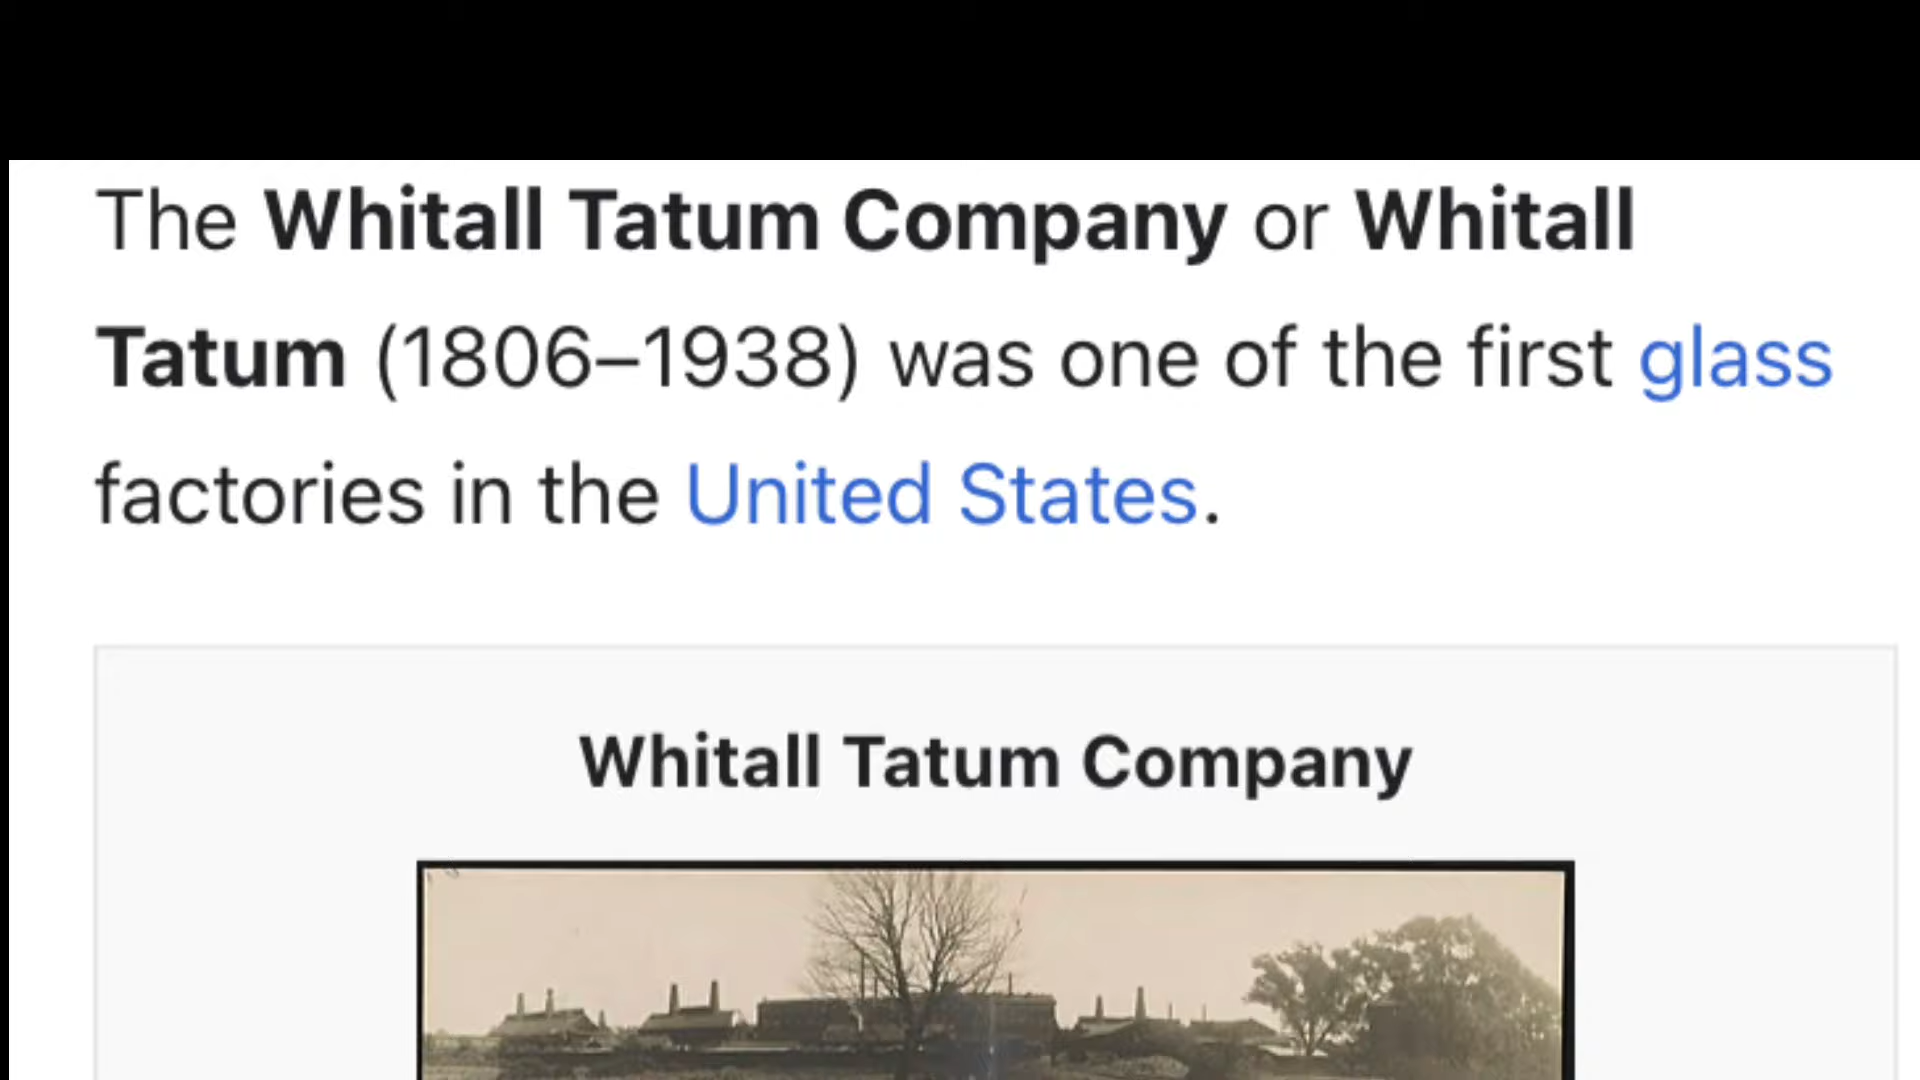 The Whitall Tatum Company or Whitall
Tatum (1806–1938) was one of the first glass
factories in the United States.
Whitall Tatum Company